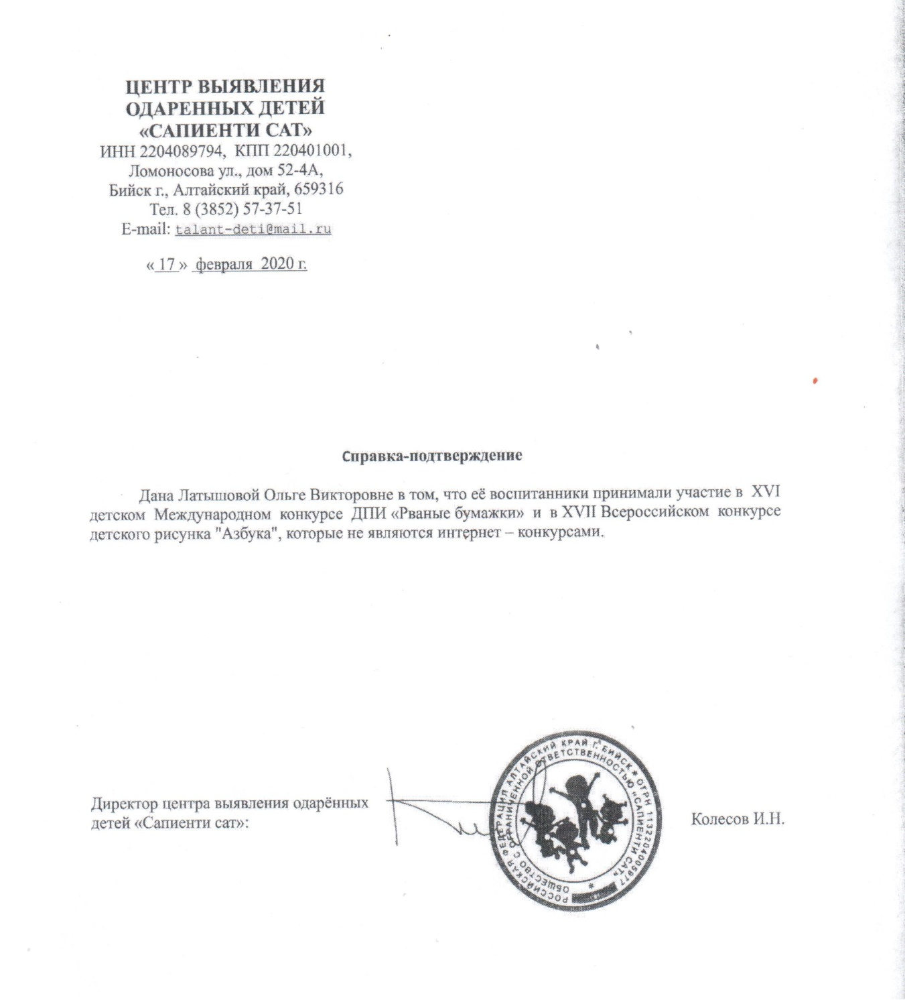 ЦЕНТР ВЫЯВЛЕНИЯ
ОДАРЕННЫХ ДЕТЕЙ
«САПИЕНТИ САТ»
ИНН 2204089794, КПП 220401001,
Ломоносова ул., дом 52-4А,
Бийск г., Алтайский край, 659316
Тел. 8 (3852) 57-37-51
E-mail: talant-deti@mail.ru
« 17 » февраля 2020 г.
Справка-подтверждение
Дана Латышовой Ольге Викторовне в том, что её воспитанники принимали участие в XVI
детском Международном конкурсе ДПИ «Рваные бумажки» и в XVII Всероссийском конкурсе
детского рисунка "Азбука", которые не являются интернет – конкурсами.
Директор центра выявления одарённых
детей «Сапиенти сат»:
Колесов И.Н.
РОССИЙСКАЯ ФЕДЕРАЦИЯ АЛТАЙСКИЙ КРАЙ Г. БИЙСК * ОГРН 1132204005977
ОБЩЕСТВО С ОГРАНИЧЕННОЙ ОТВЕТСТВЕННОСТЬЮ «САПИЕНТИ САТ» *